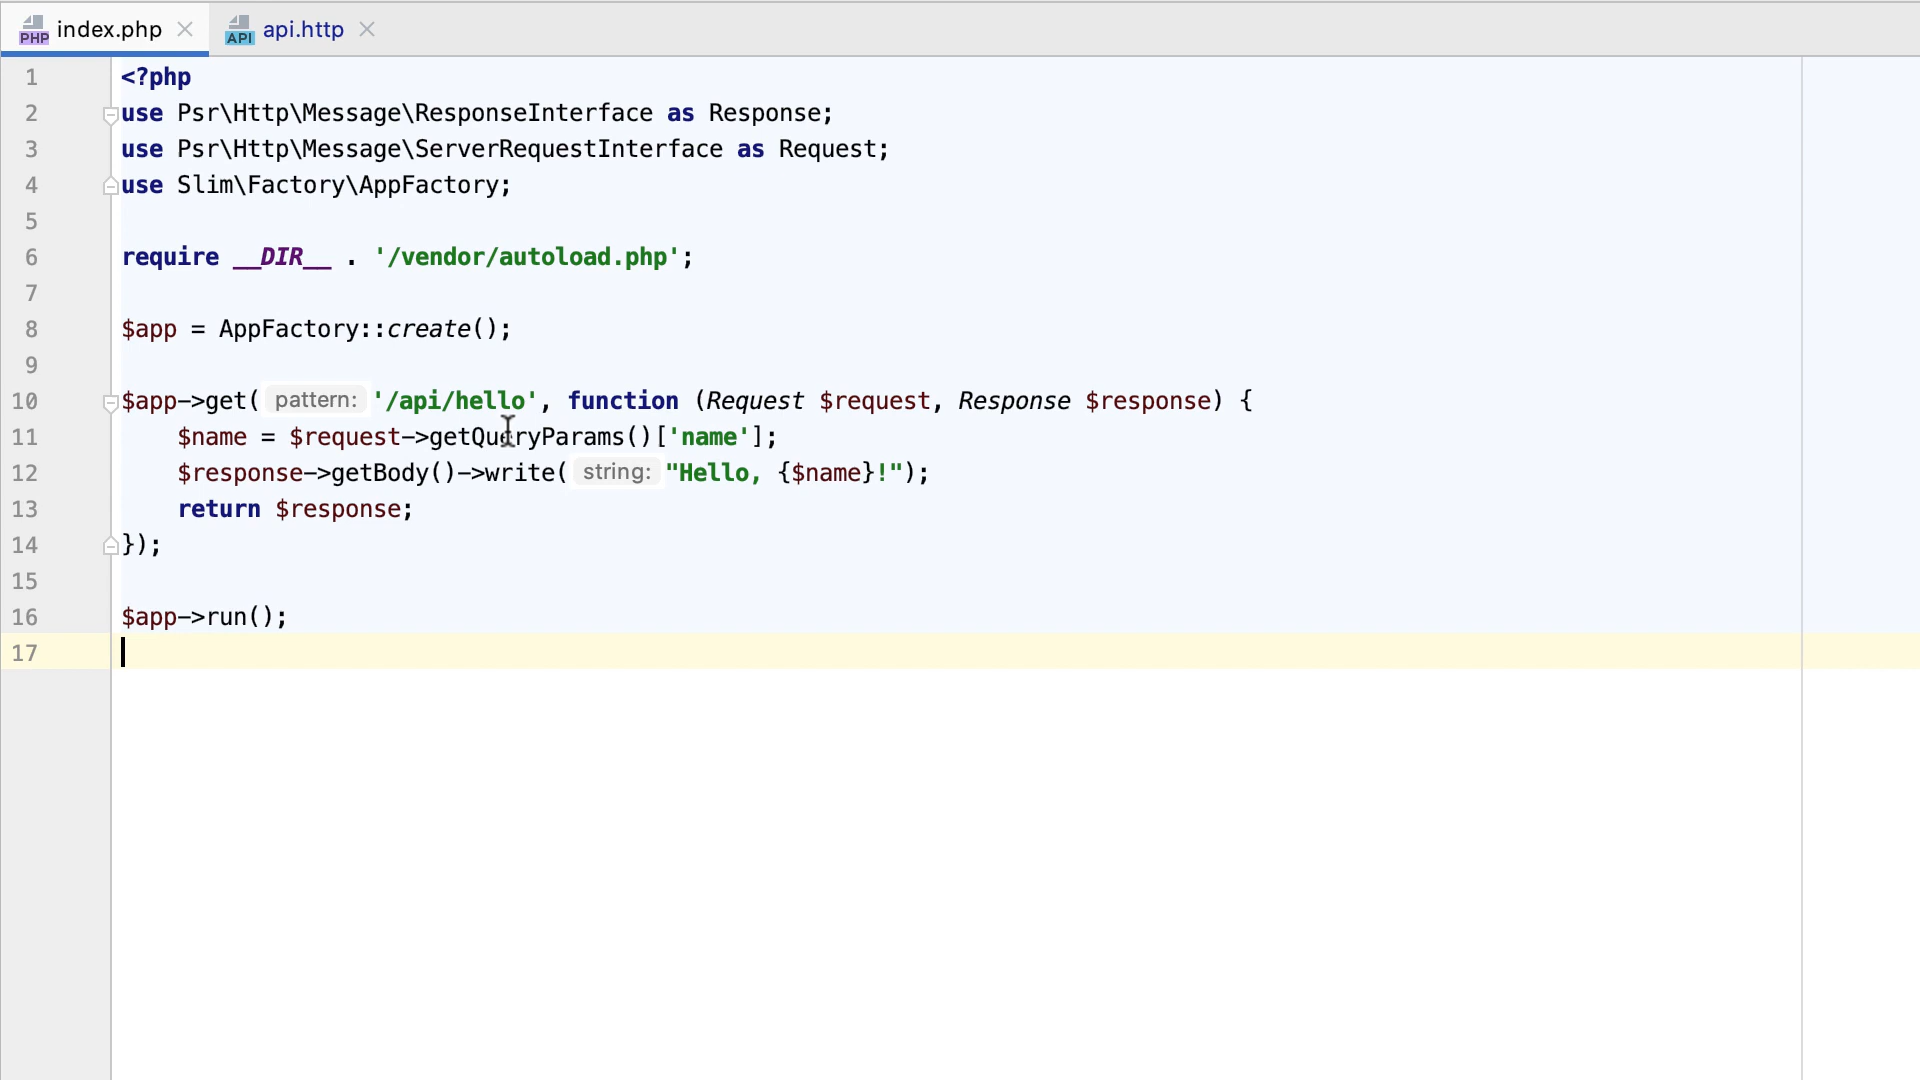 PHP index.php API api.http
1 <?php
2 use Psr\Http\Message\ResponseInterface as Response;
3 use Psr\Http\Message\ServerRequestInterface as Request;
4 use Slim\Factory\AppFactory;
5
6 require __DIR__ . '/vendor/autoload.php';
7
8 $app = AppFactory::create();
9
10 $app->get( pattern: '/api/hello', function (Request $request, Response $response) {
11 $name = $request->getQueryParams()['name'];
12 $response->getBody()->write( string: "Hello, {$name}!");
13 return $response;
14 });
15
16 $app->run();
17